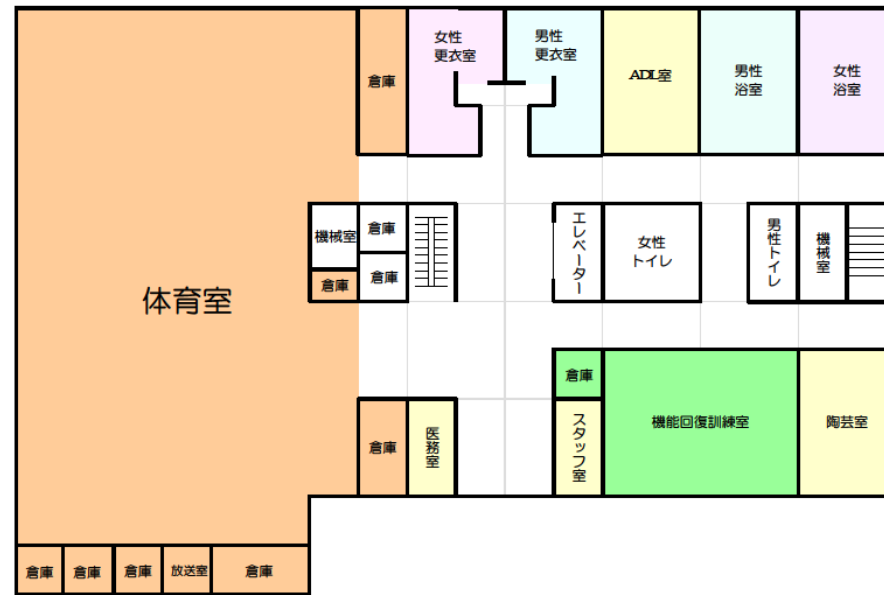 女性
更衣室
男性
更衣室
倉庫
ADL室
男性
浴室
女性
浴室
機械室
倉庫
倉庫
倉庫
エレベーター
女性
トイレ
男性トイレ
機械室
体育室
倉庫
機能回復訓練室
陶芸室
倉庫
医務室
スタッフ室
倉庫
倉庫
倉庫
放送室
倉庫